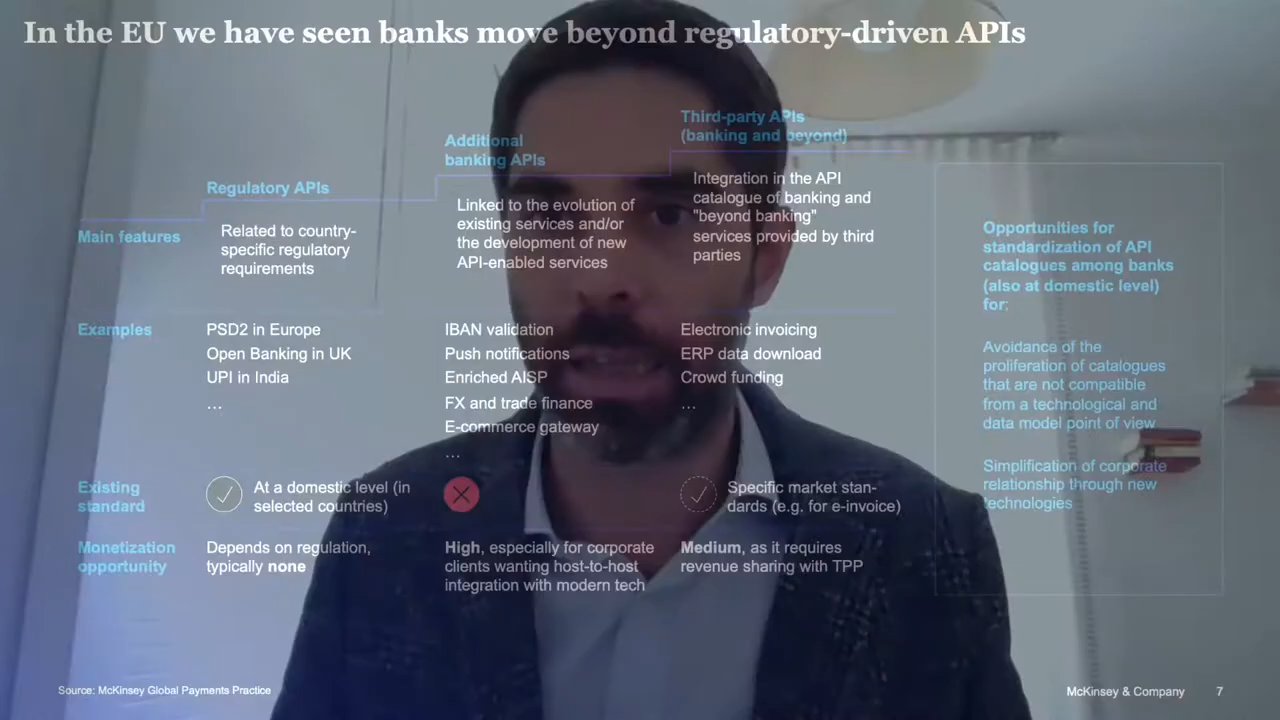 In the EU we have seen banks move beyond regulatory-driven APIs
Third-party APIs
(banking and beyond)
Additional
banking APIs
Regulatory APIs
Main features
Related to country-
specific regulatory
requirements
Linked to the evolution of
existing services and/or
the development of new
API-enabled services
Integration in the API
catalogue of banking and
"beyond banking"
services provided by third
parties
Examples
PSD2 in Europe
Open Banking in UK
UPI in India
...
IBAN validation
Push notifications
Enriched AISP
FX and trade finance
E-commerce gateway
...
Electronic invoicing
ERP data download
Crowd funding
...
Existing
standard
At a domestic level (in
selected countries)
Specific market stan-
dards (e.g. for e-invoice)
Monetization
opportunity
Depends on regulation,
typically none
High, especially for corporate
clients wanting host-to-host
integration with modern tech
Medium, as it requires
revenue sharing with TPP
Opportunities for
standardization of API
catalogues among banks
(also at domestic level)
for:
Avoidance of the
proliferation of catalogues
that are not compatible
from a technological and
data model point of view
Simplification of corporate
relationship through new
technologies
Source: McKinsey Global Payments Practice
McKinsey & Company 7